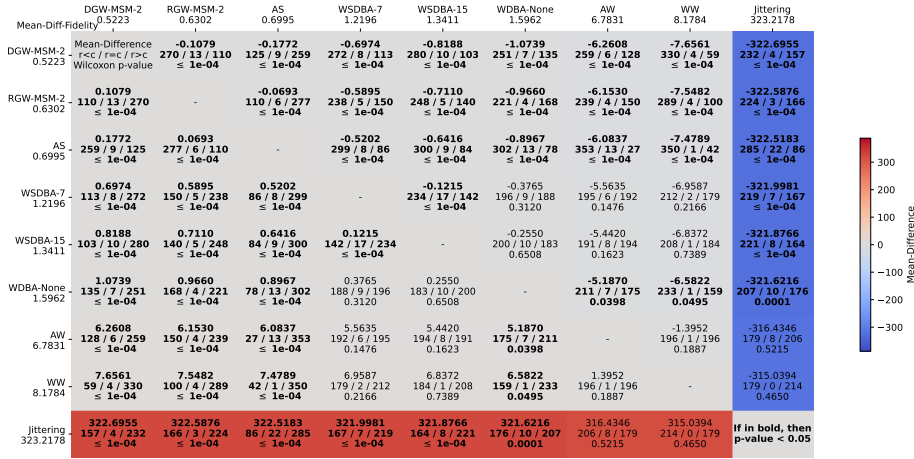 DGW-MSM-2 RGW-MSM-2 AS WSDBA-7 WSDBA-15 WDBA-None AW WW Jittering
Mean-Diff-Fidelity 0.5223 0.6302 0.6995 1.2196 1.3411 1.5962 6.7831 8.1784 323.2178
Mean-Difference -0.1079 -0.1772 -0.6974 -0.8188 -1.0739 -6.2608 -7.6561 -322.6955
DGW-MSM-2 r<c / r=c / r>c 270 / 13 / 110 125 / 9 / 259 272 / 8 / 113 280 / 10 / 103 251 / 7 / 135 259 / 6 / 128 330 / 4 / 59 232 / 4 / 157
0.5223 Wilcoxon p-value ≤ 1e-04 ≤ 1e-04 ≤ 1e-04 ≤ 1e-04 ≤ 1e-04 ≤ 1e-04 ≤ 1e-04 ≤ 1e-04
0.1079 -0.0693 -0.5895 -0.7110 -0.9660 -6.1530 -7.5482 -322.5876
RGW-MSM-2 110 / 13 / 270 - 110 / 6 / 277 238 / 5 / 150 248 / 5 / 140 221 / 4 / 168 239 / 4 / 150 289 / 4 / 100 224 / 3 / 166
0.6302 ≤ 1e-04 ≤ 1e-04 ≤ 1e-04 ≤ 1e-04 ≤ 1e-04 ≤ 1e-04 ≤ 1e-04 ≤ 1e-04
0.1772 0.0693 -0.5202 -0.6416 -0.8967 -6.0837 -7.4789 -322.5183
AS 259 / 9 / 125 277 / 6 / 110 - 299 / 8 / 86 300 / 9 / 84 302 / 13 / 78 353 / 13 / 27 350 / 1 / 42 285 / 22 / 86
0.6995 ≤ 1e-04 ≤ 1e-04 ≤ 1e-04 ≤ 1e-04 ≤ 1e-04 ≤ 1e-04 ≤ 1e-04 ≤ 1e-04
0.6974 0.5895 0.5202 -0.1215 -0.3765 -5.5635 -6.9587 -321.9981
WSDBA-7 113 / 8 / 272 150 / 5 / 238 86 / 8 / 299 - 234 / 17 / 142 196 / 9 / 188 195 / 6 / 192 212 / 2 / 179 219 / 7 / 167
1.2196 ≤ 1e-04 ≤ 1e-04 ≤ 1e-04 ≤ 1e-04 0.3120 0.1476 0.2166 ≤ 1e-04
0.8188 0.7110 0.6416 0.1215 -0.2550 -5.4420 -6.8372 -321.8766
WSDBA-15 103 / 10 / 280 140 / 5 / 248 84 / 9 / 300 142 / 17 / 234 - 200 / 10 / 183 191 / 8 / 194 208 / 1 / 184 221 / 8 / 164
1.3411 ≤ 1e-04 ≤ 1e-04 ≤ 1e-04 ≤ 1e-04 0.6508 0.1623 0.7389 ≤ 1e-04
1.0739 0.9660 0.8967 0.3765 0.2550 -5.1870 -6.5822 -321.6216
WDBA-None 135 / 7 / 251 168 / 4 / 221 78 / 13 / 302 188 / 9 / 196 183 / 10 / 200 - 211 / 7 / 175 233 / 1 / 159 207 / 10 / 176
1.5962 ≤ 1e-04 ≤ 1e-04 ≤ 1e-04 0.3120 0.6508 0.0398 0.0495 0.0001
6.2608 6.1530 6.0837 5.5635 5.4420 5.1870 -1.3952 -316.4346
AW 128 / 6 / 259 150 / 4 / 239 27 / 13 / 353 192 / 6 / 195 194 / 8 / 191 175 / 7 / 211 - 196 / 1 / 196 179 / 8 / 206
6.7831 ≤ 1e-04 ≤ 1e-04 ≤ 1e-04 0.1476 0.1623 0.0398 0.1887 0.5215
7.6561 7.5482 7.4789 6.9587 6.8372 6.5822 1.3952 -315.0394
WW 59 / 4 / 330 100 / 4 / 289 42 / 1 / 350 179 / 2 / 212 184 / 1 / 208 159 / 1 / 233 196 / 1 / 196 - 179 / 0 / 214
8.1784 ≤ 1e-04 ≤ 1e-04 ≤ 1e-04 0.2166 0.7389 0.0495 0.1887 0.4650
322.6955 322.5876 322.5183 321.9981 321.8766 321.6216 316.4346 315.0394 If in bold, then
Jittering 157 / 4 / 232 166 / 3 / 224 86 / 22 / 285 167 / 7 / 219 164 / 8 / 221 176 / 10 / 207 206 / 8 / 179 214 / 0 / 179 p-value < 0.05
323.2178 ≤ 1e-04 ≤ 1e-04 ≤ 1e-04 ≤ 1e-04 ≤ 1e-04 0.0001 0.5215 0.4650
300
200
100
0
−100
−200
−300
Mean-Difference